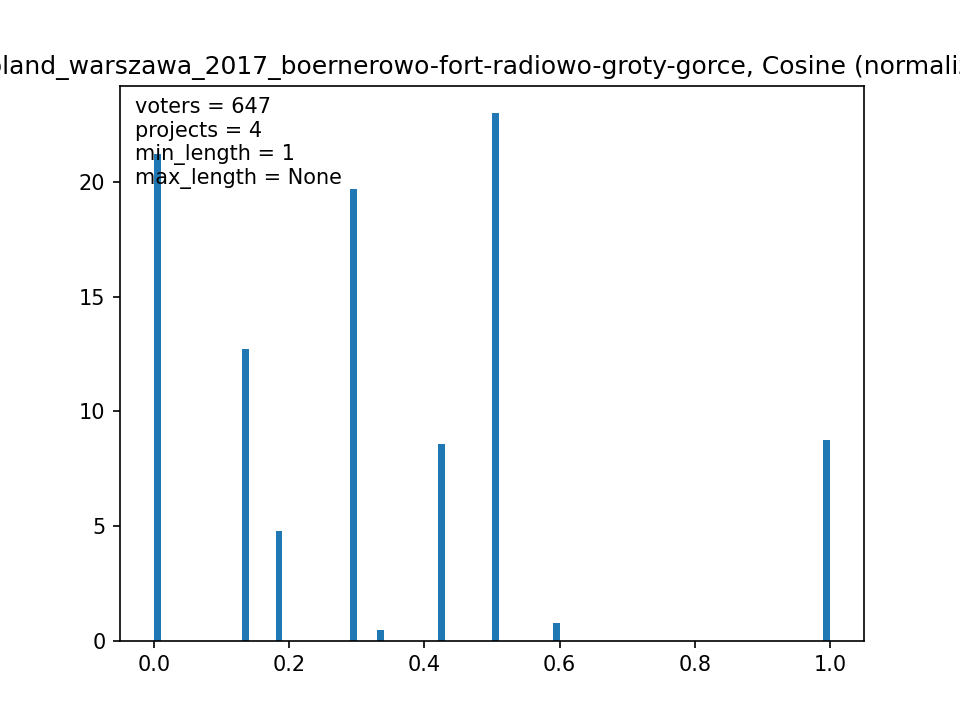 land_warszawa_2017_boernerowo-fort-radiowo-groty-gorce, Cosine (normali
voters = 647
projects = 4
min_length = 1
max_length = None
20
15
10
5
0
0.0 0.2 0.4 0.6 0.8 1.0